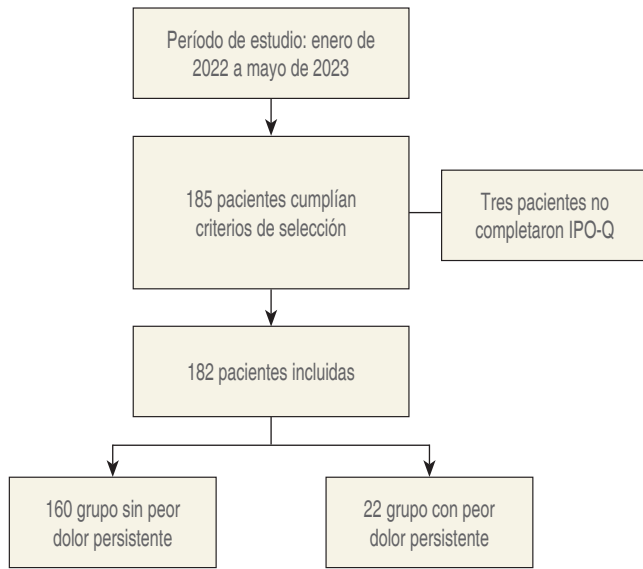 Período de estudio: enero de
2022 a mayo de 2023
185 pacientes cumplían
criterios de selección
Tres pacientes no
completaron IPO-Q
182 pacientes incluidas
160 grupo sin peor
dolor persistente
22 grupo con peor
dolor persistente